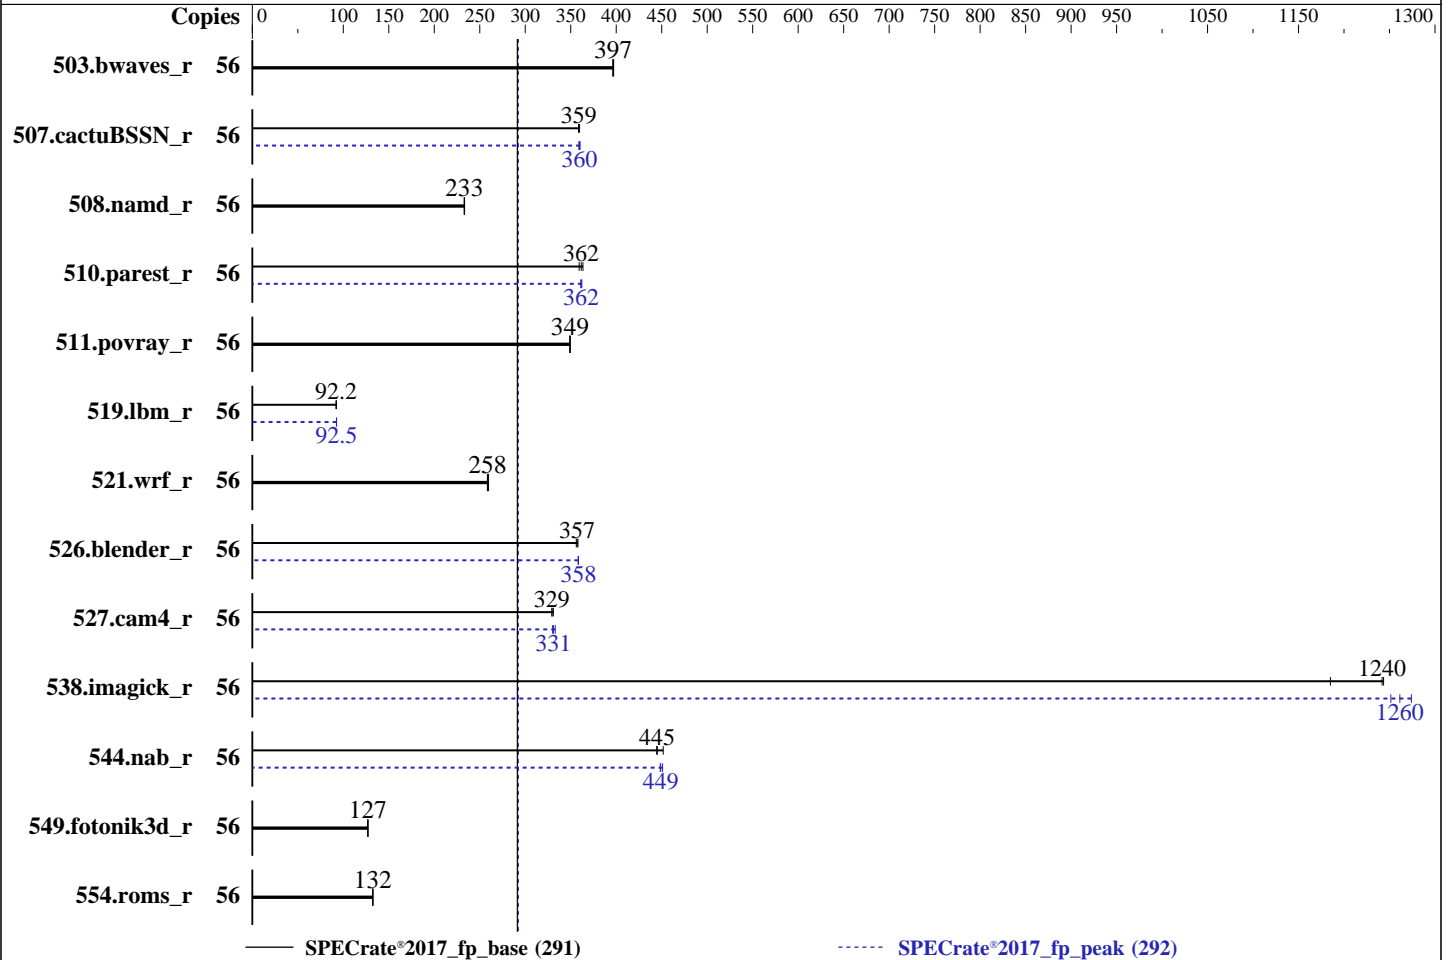 Copies 0 100 150 200 250 300 350 400 450 500 550 600 650 700 750 800 850 900 950 1050 1150 1300
503.bwaves_r 56 397
507.cactuBSSN_r 56 359
360
508.namd_r 56 233
510.parest_r 56 362
362
511.povray_r 56 349
519.lbm_r 56 92.2
92.5
521.wrf_r 56 258
526.blender_r 56 357
358
527.cam4_r 56 329
331
538.imagick_r 56 1240
1260
544.nab_r 56 445
449
549.fotonik3d_r 56 127
554.roms_r 56 132
SPECrate®2017_fp_base (291) SPECrate®2017_fp_peak (292)